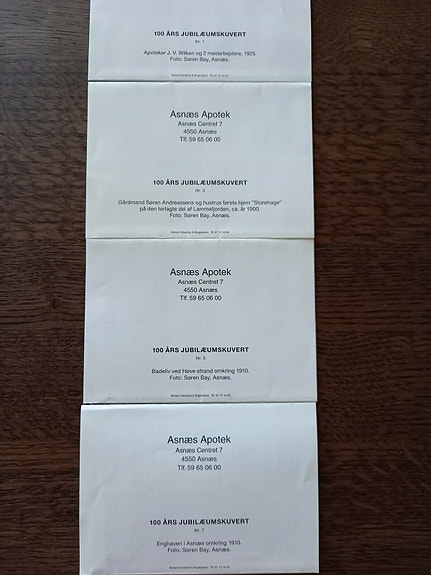 100 ÅRS JUBILÆUMSKUVERT
Nr. 1
Apoteker J. V. Wilken og 2 medarbejdere, 1925
Foto: Søren Bay, Asnæs.
Asnæs Apotek
Asnæs Centret 7
4550 Asnæs
Tlf. 59 65 06 00
100 ÅRS JUBILÆUMSKUVERT
Nr. 3
Gårdmand Søren Andreassens og hustrus første hjem "Storehage"
på den tørlagte del af Lammefjorden, ca. år 1900.
Foto: Søren Bay, Asnæs.
Asnæs Apotek
Asnæs Centret 7
4550 Asnæs
Tlf. 59 65 06 00
100 ÅRS JUBILÆUMSKUVERT
Nr. 5
Badeliv ved Høve strand omkring 1910.
Foto: Søren Bay, Asnæs.
Asnæs Apotek
Asnæs Centret 7
4550 Asnæs
Tlf. 59 65 06 00
100 ÅRS JUBILÆUMSKUVERT
Nr. 7
Enghaven i Asnæs omkring 1910.
Foto: Søren Bay, Asnæs.